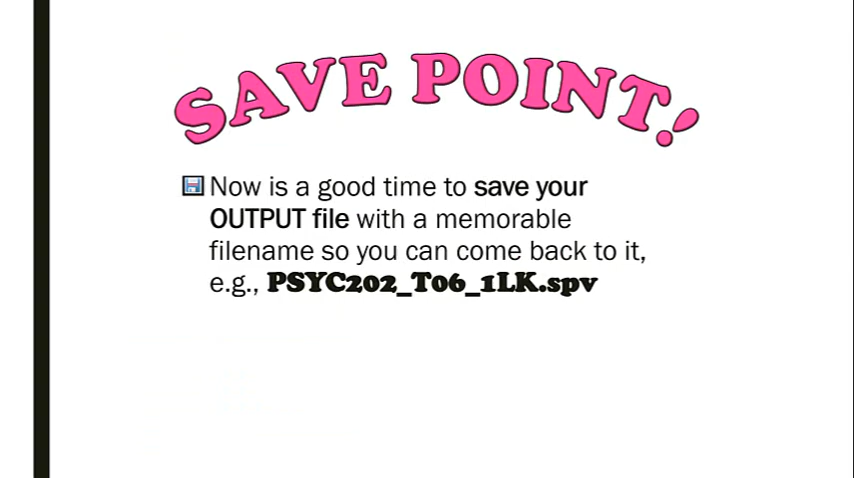 SAVE POINT!
Now is a good time to save your
OUTPUT file with a memorable
filename so you can come back to it,
e.g., PSYC202_T06_1LK.spv